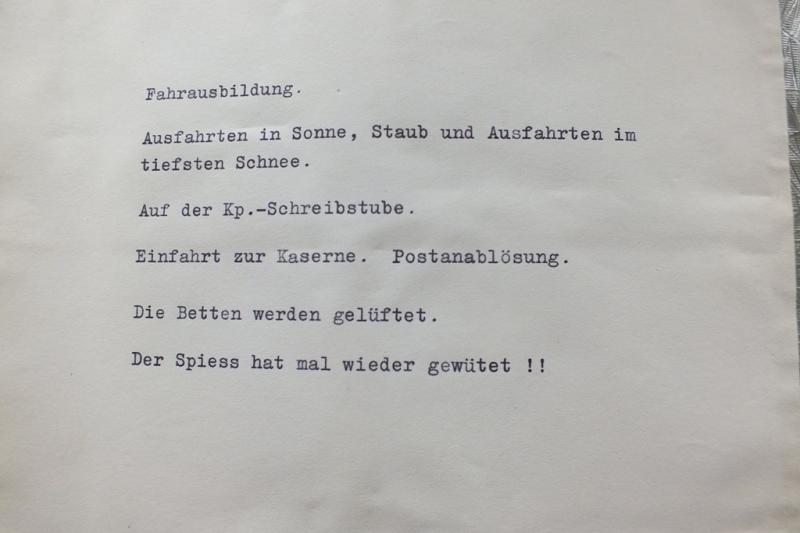 Fahrausbildung.
Ausfahrten in Sonne, Staub und Ausfahrten im
tiefsten Schnee.
Auf der Kp.-Schreibstube.
Einfahrt zur Kaserne.  Postanablösung.
Die Betten werden gelüftet.
Der Spiess hat mal wieder gewütet !!